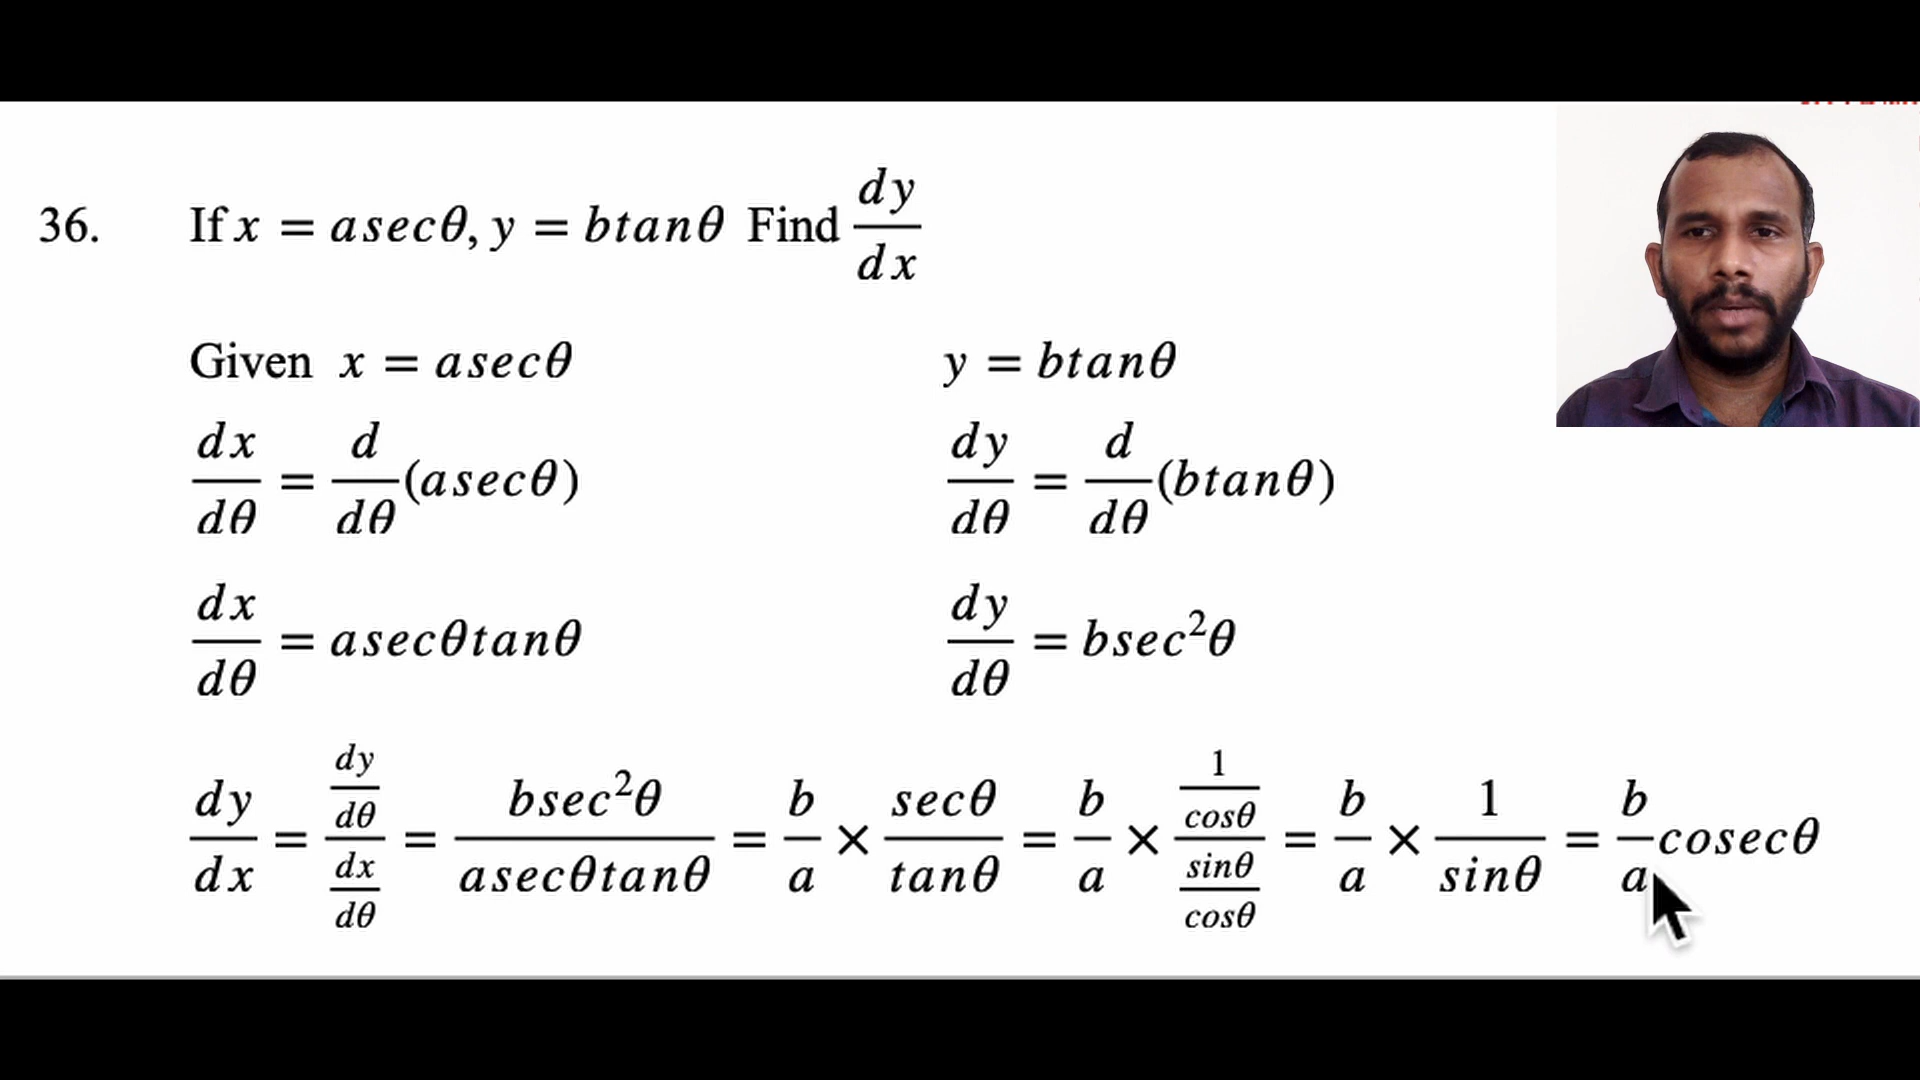 36. If x = asecθ, y = btanθ Find dy/dx
Given x = asecθ y = btanθ
dx/dθ = d/dθ(asecθ) dy/dθ = d/dθ(btanθ)
dx/dθ = asecθtanθ dy/dθ = bsec²θ
dy/dx = (dy/dθ)/(dx/dθ) = bsec²θ/asecθtanθ = b/a × secθ/tanθ = b/a × (1/cosθ)/(sinθ/cosθ) = b/a × 1/sinθ = b/a cosecθ